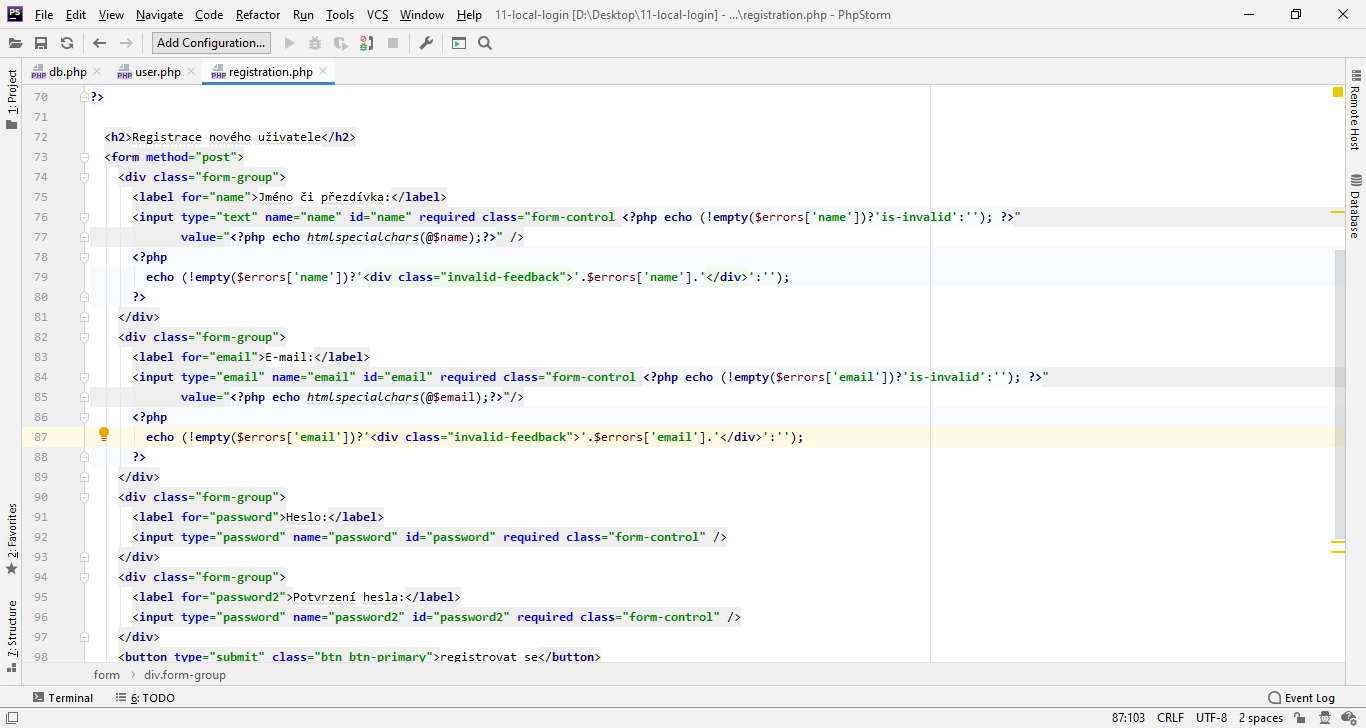 PS File Edit View Navigate Code Refactor Run Tools VCS Window Help 11-local-login [D:\Desktop\11-local-login] - ...\registration.php - PhpStorm
Add Configuration...
db.php user.php registration.php
1: Project
2: Favorites
7: Structure
70 ?>
71
72 <h2>Registrace nového uživatele</h2>
73 <form method="post">
74 <div class="form-group">
75 <label for="name">Jméno či přezdívka:</label>
76 <input type="text" name="name" id="name" required class="form-control <?php echo (!empty($errors['name'])?'is-invalid':''); ?>"
77 value="<?php echo htmlspecialchars(@$name);?>" />
78 <?php
79 echo (!empty($errors['name'])?'<div class="invalid-feedback">'.$errors['name'].'</div>':'');
80 ?>
81 </div>
82 <div class="form-group">
83 <label for="email">E-mail:</label>
84 <input type="email" name="email" id="email" required class="form-control <?php echo (!empty($errors['email'])?'is-invalid':''); ?>"
85 value="<?php echo htmlspecialchars(@$email);?>"/>
86 <?php
87 echo (!empty($errors['email'])?'<div class="invalid-feedback">'.$errors['email'].'</div>':'');
88 ?>
89 </div>
90 <div class="form-group">
91 <label for="password">Heslo:</label>
92 <input type="password" name="password" id="password" required class="form-control" />
93 </div>
94 <div class="form-group">
95 <label for="password2">Potvrzení hesla:</label>
96 <input type="password" name="password2" id="password2" required class="form-control" />
97 </div>
98 <button type="submit" class="btn btn-primary">registrovat se</button>
Remote Host
Database
form › div.form-group
Terminal 6: TODO Event Log
87:103 CRLF UTF-8 2 spaces